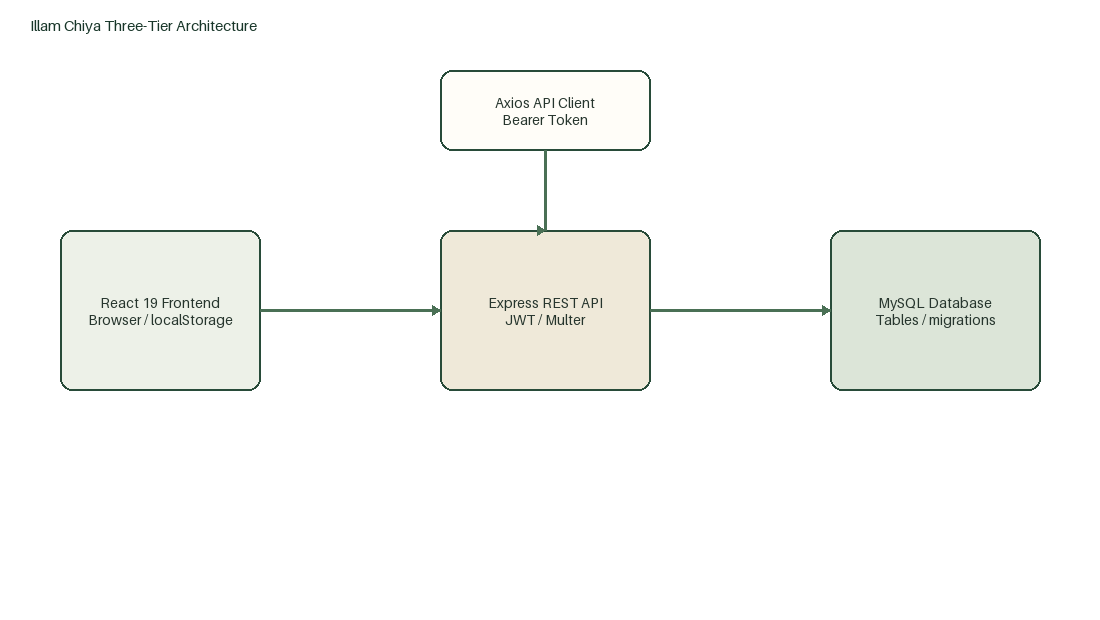 Illam Chiya Three-Tier Architecture
Axios API Client
Bearer Token
React 19 Frontend
Browser / localStorage
Express REST API
JWT / Multer
MySQL Database
Tables / migrations